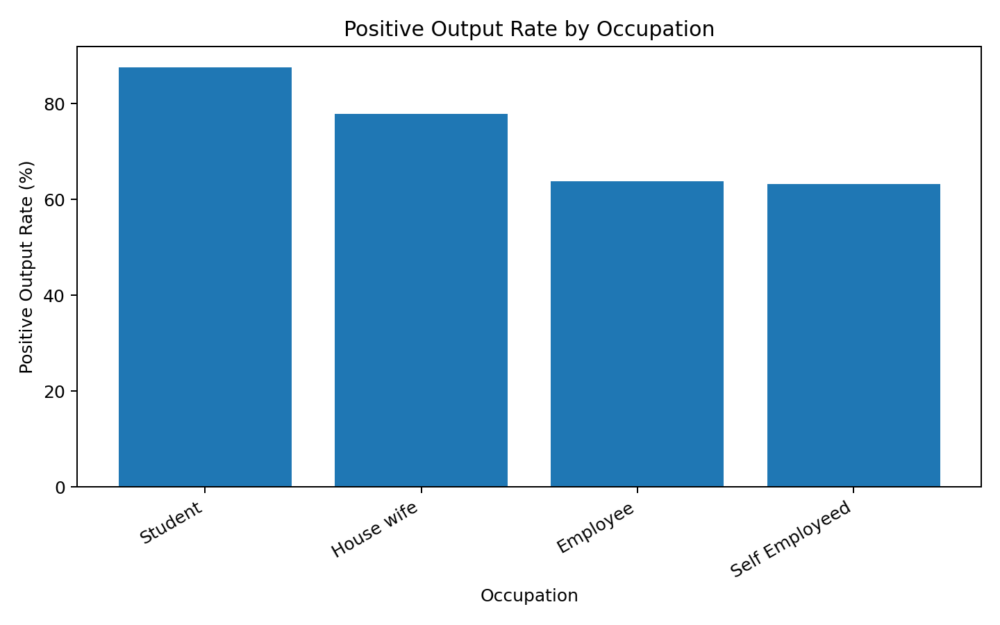 Positive Output Rate by Occupation
Positive Output Rate (%)
80
60
40
20
0
Student
House wife
Employee
Self Employeed
Occupation